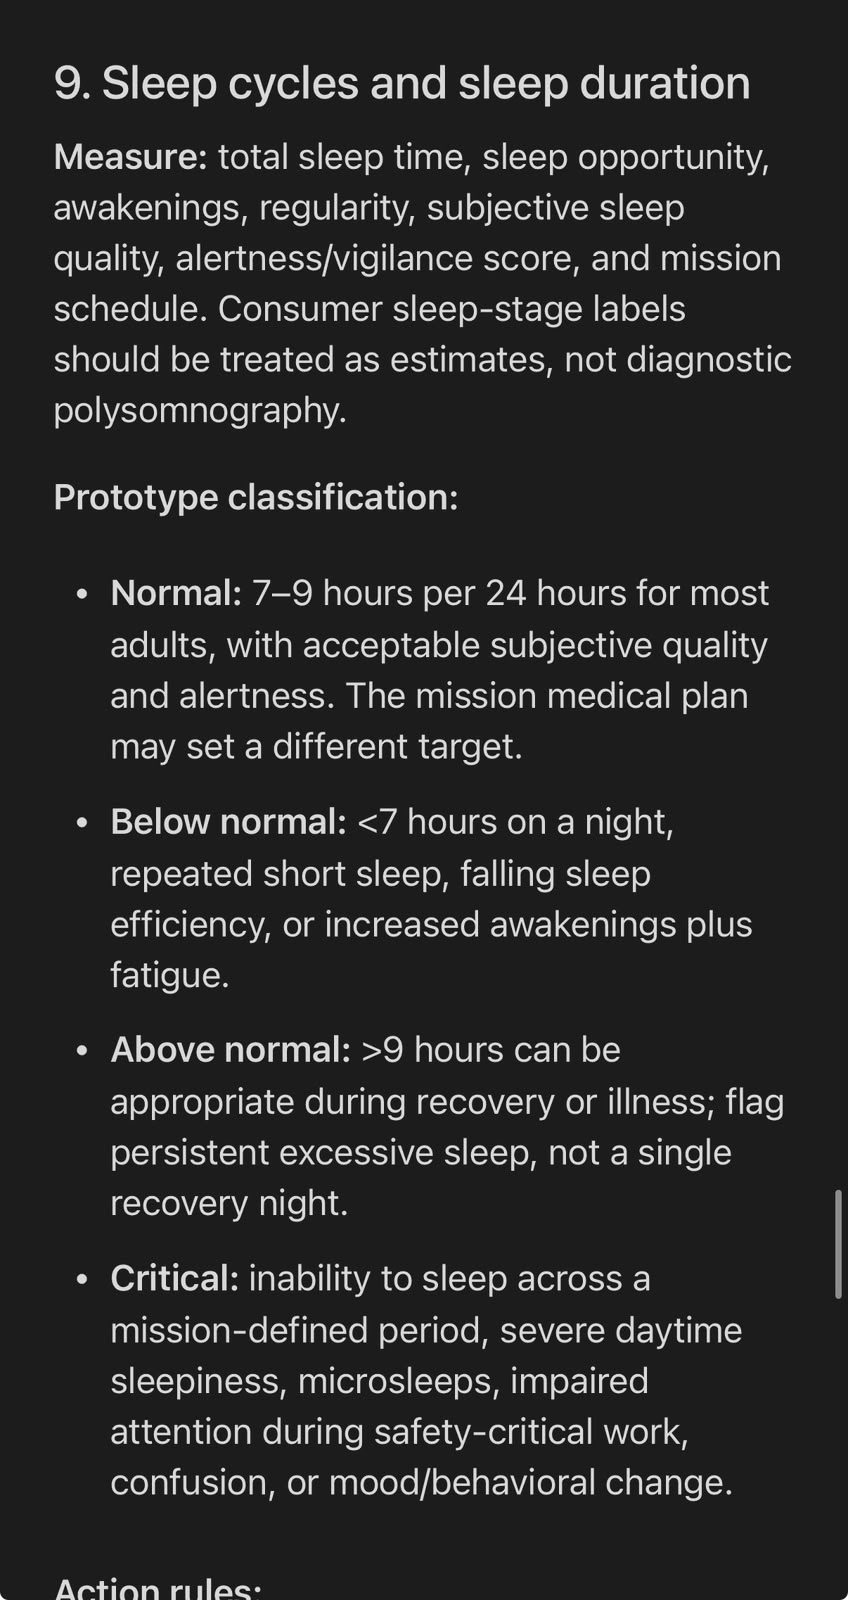 9. Sleep cycles and sleep duration
Measure: total sleep time, sleep opportunity,
awakenings, regularity, subjective sleep
quality, alertness/vigilance score, and mission
schedule. Consumer sleep-stage labels
should be treated as estimates, not diagnostic
polysomnography.
Prototype classification:
• Normal: 7–9 hours per 24 hours for most
adults, with acceptable subjective quality
and alertness. The mission medical plan
may set a different target.
• Below normal: <7 hours on a night,
repeated short sleep, falling sleep
efficiency, or increased awakenings plus
fatigue.
• Above normal: >9 hours can be
appropriate during recovery or illness; flag
persistent excessive sleep, not a single
recovery night.
• Critical: inability to sleep across a
mission-defined period, severe daytime
sleepiness, microsleeps, impaired
attention during safety-critical work,
confusion, or mood/behavioral change.
Action rules: